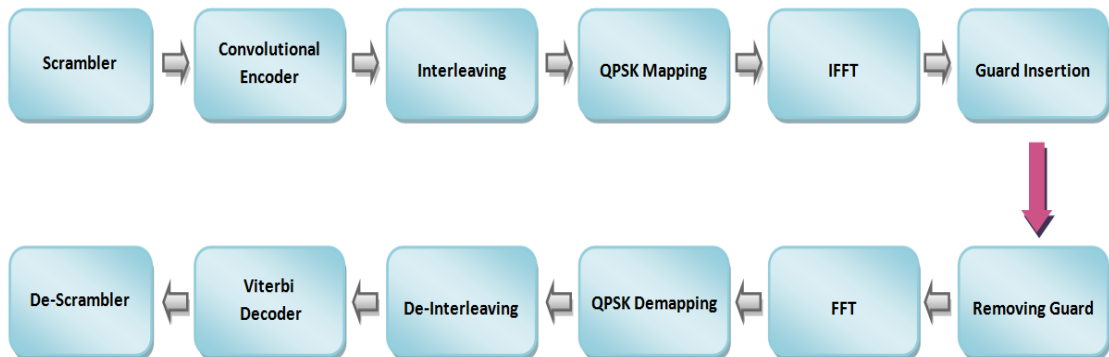 Scrambler
Convolutional
Encoder
Interleaving
QPSK Mapping
IFFT
Guard Insertion
De-Scrambler
Viterbi
Decoder
De-Interleaving
QPSK Demapping
FFT
Removing Guard